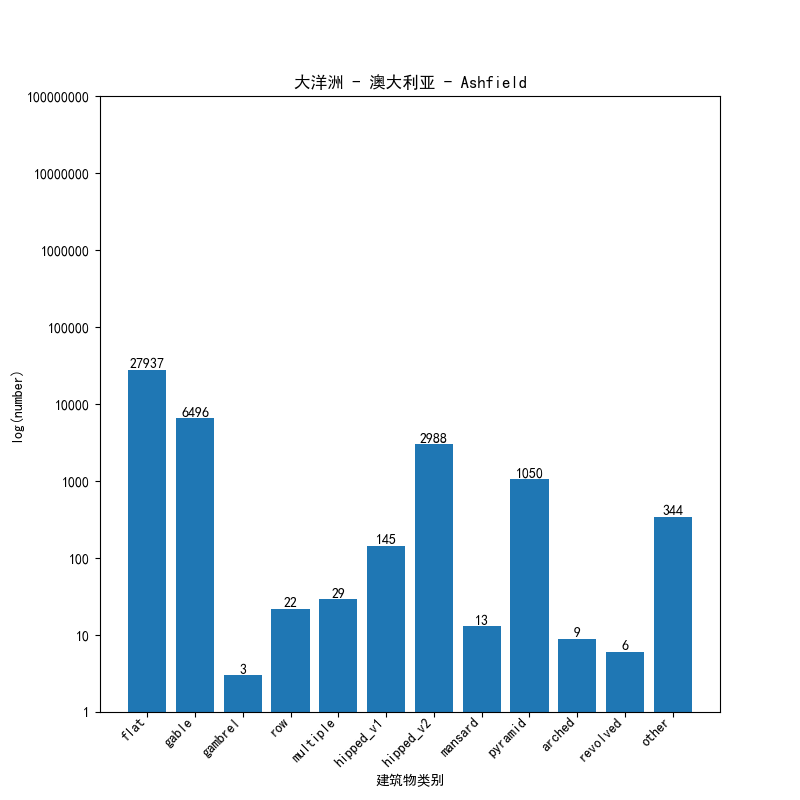 大洋洲 - 澳大利亚 - Ashfield
100000000
10000000
1000000
100000
10000
1000
100
10
1
log(number)
27937
6496
3
22
29
145
2988
13
1050
9
6
344
flat
gable
gambrel
row
multiple
hipped_v1
hipped_v2
mansard
pyramid
arched
revolved
other
建筑物类别